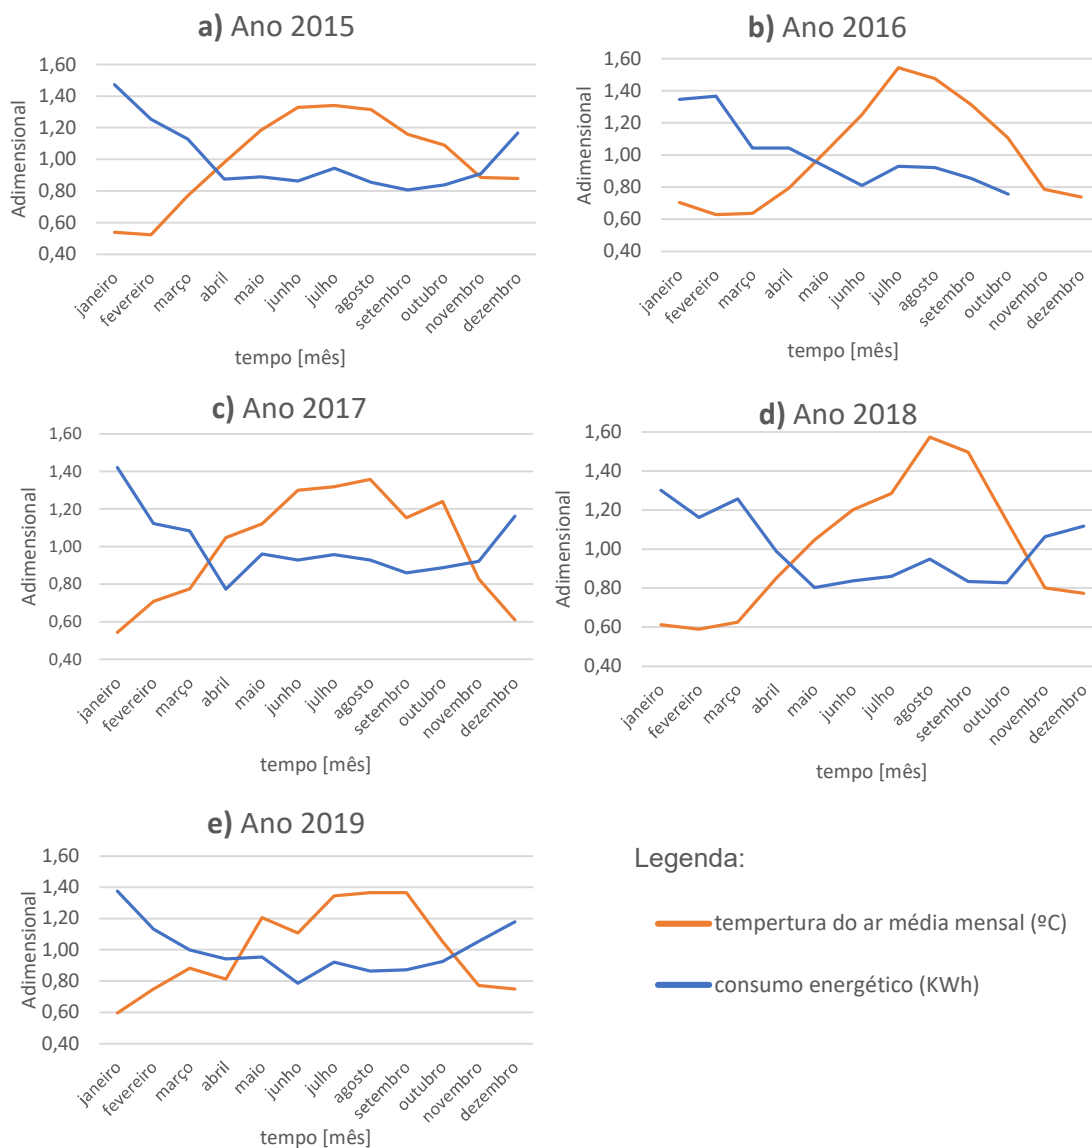 a) Ano 2015
1,60
1,40
1,20
1,00
0,80
0,60
0,40
Adimensional
janeiro
fevereiro
março
abril
maio
junho
julho
agosto
setembro
outubro
novembro
dezembro
tempo [mês]
b) Ano 2016
1,60
1,40
1,20
1,00
0,80
0,60
0,40
Adimensional
janeiro
fevereiro
março
abril
maio
junho
julho
agosto
setembro
outubro
novembro
dezembro
tempo [mês]
c) Ano 2017
1,60
1,40
1,20
1,00
0,80
0,60
0,40
Adimensional
janeiro
fevereiro
março
abril
maio
junho
julho
agosto
setembro
outubro
novembro
dezembro
tempo [mês]
d) Ano 2018
1,60
1,40
1,20
1,00
0,80
0,60
0,40
Adimensional
janeiro
fevereiro
março
abril
maio
junho
julho
agosto
setembro
outubro
novembro
dezembro
tempo [mês]
e) Ano 2019
1,60
1,40
1,20
1,00
0,80
0,60
0,40
Adimensional
janeiro
fevereiro
março
abril
maio
junho
julho
agosto
setembro
outubro
novembro
dezembro
tempo [mês]
Legenda:
tempertura do ar média mensal (ºC)
consumo energético (KWh)